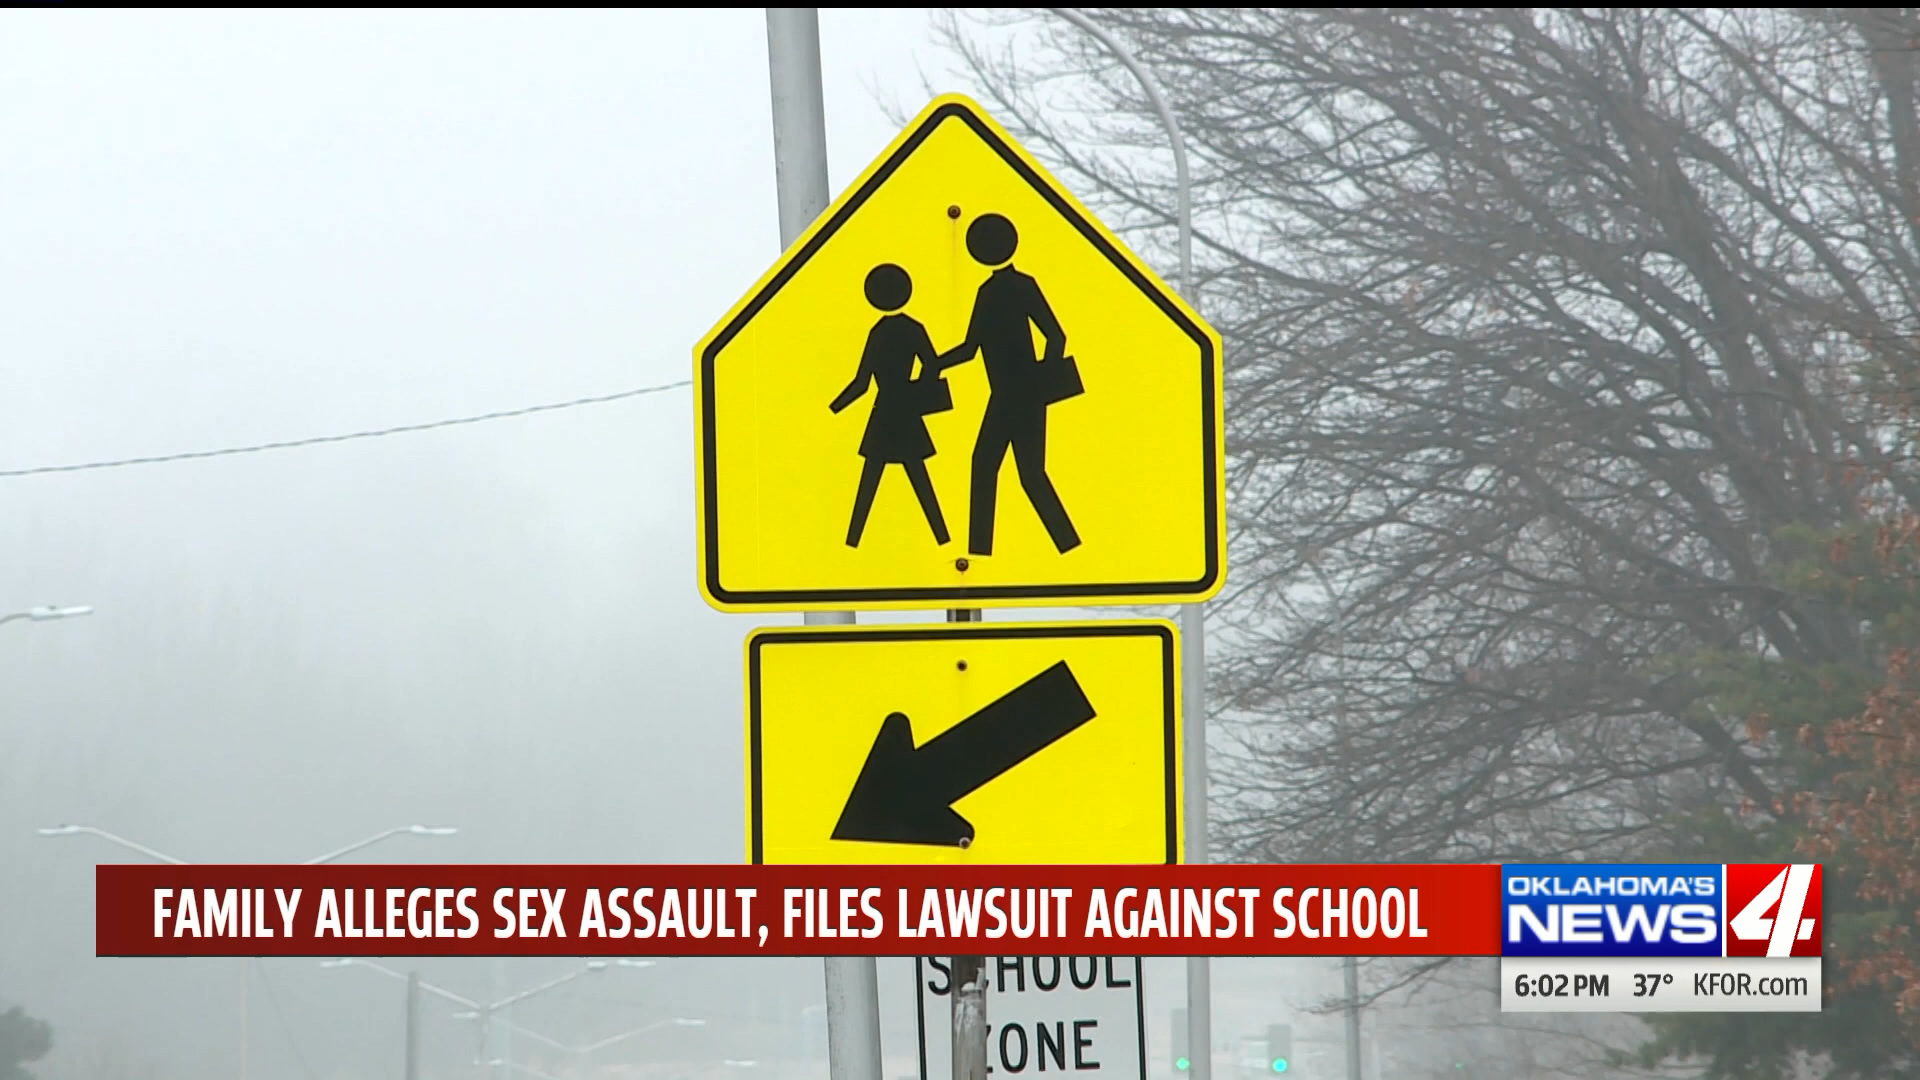 FAMILY ALLEGES SEX ASSAULT, FILES LAWSUIT AGAINST SCHOOL
OKLAHOMA'S
NEWS 4
6:02 PM 37° KFOR.com
SCHOOL
ZONE